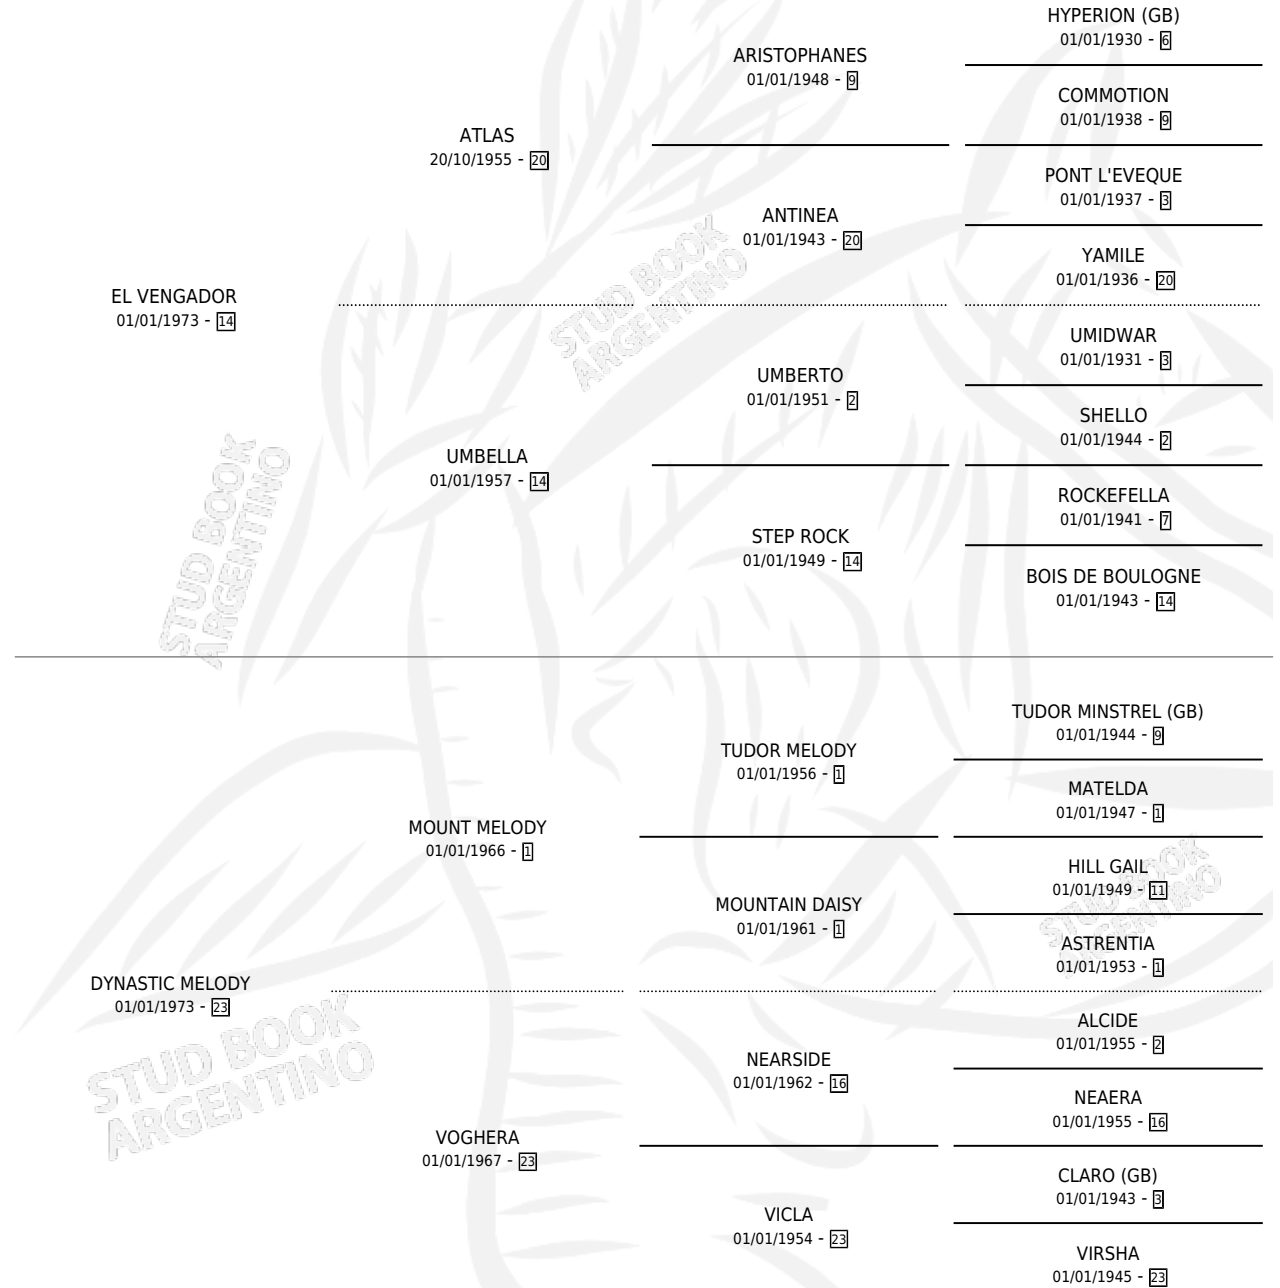 HYPERION (GB)
01/01/1930 - 6
ARISTOPHANES
01/01/1948 - 9
COMMOTION
01/01/1938 - 9
ATLAS
20/10/1955 - 20
PONT L'EVEQUE
01/01/1937 - 3
ANTINEA
01/01/1943 - 20
YAMILE
01/01/1936 - 20
EL VENGADOR
01/01/1973 - 14
STUD BOOK
ARGENTINO
UMIDWAR
01/01/1931 - 3
UMBERTO
01/01/1951 - 2
SHELLO
01/01/1944 - 2
UMBELLA
01/01/1957 - 14
ROCKEFELLA
01/01/1941 - 7
STEP ROCK
01/01/1949 - 14
BOIS DE BOULOGNE
01/01/1943 - 14
STUD BOOK
ARGENTINO
TUDOR MINSTREL (GB)
01/01/1944 - 9
TUDOR MELODY
01/01/1956 - 1
MATELDA
01/01/1947 - 1
MOUNT MELODY
01/01/1966 - 1
HILL GAIL
01/01/1949 - 11
MOUNTAIN DAISY
01/01/1961 - 1
STUD BOOK
ARGENTINO
ASTRENTIA
01/01/1953 - 1
DYNASTIC MELODY
01/01/1973 - 23
STUD BOOK
ARGENTINO
ALCIDE
01/01/1955 - 2
NEARSIDE
01/01/1962 - 16
NEAERA
01/01/1955 - 16
VOGHERA
01/01/1967 - 23
CLARO (GB)
01/01/1943 - 3
VICLA
01/01/1954 - 23
VIRSHA
01/01/1945 - 23